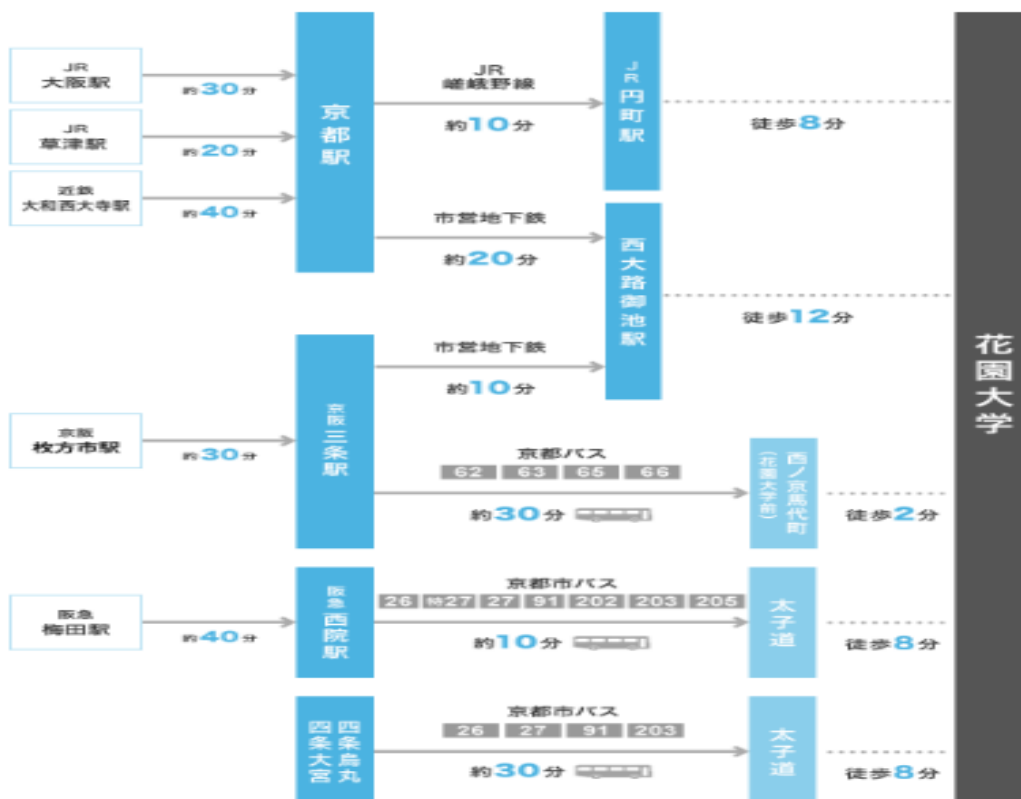 JR
大阪駅
約30分
JR
草津駅
約20分
近鉄
大和西大寺駅
約40分
京都駅
JR
嵯峨野線
約10分
JR円町駅
徒歩8分
市営地下鉄
約20分
西大路御池駅
徒歩12分
京阪
枚方市駅
約30分
京阪三条駅
市営地下鉄
約10分
京都バス
62 63 65 66
約30分
西ノ京馬代町
(花園大学前)
徒歩2分
阪急
梅田駅
約40分
阪急西院駅
京都市バス
26 特27 27 91 202 203 205
約10分
太子道
徒歩8分
四条烏丸
四条大宮
京都市バス
26 27 91 203
約30分
太子道
徒歩8分
花園大学